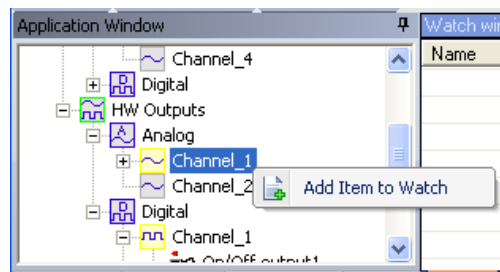 Application Window
Watch win
Name
Channel_4
Digital
HW Outputs
Analog
Channel_1
Channel_2
Add Item to Watch
Digital
Channel_1
On/Off output1